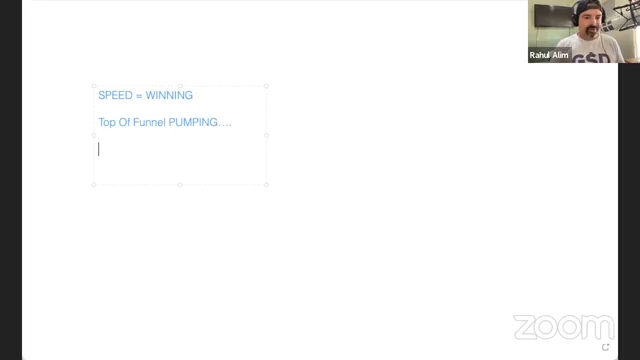 SPEED = WINNING
Top Of Funnel PUMPING....
Rahul Alim
G$D
zoom